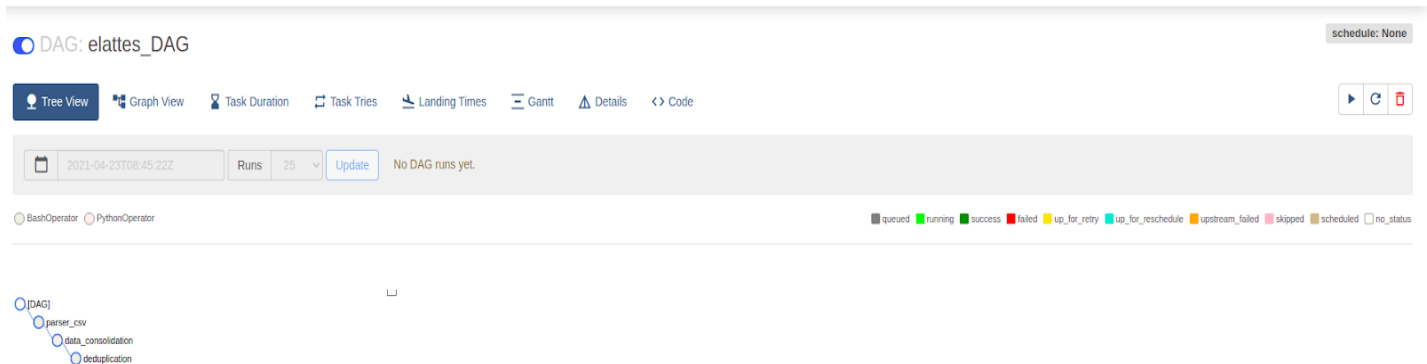 DAG: elattes_DAG
schedule: None
Tree View Graph View Task Duration Task Tries Landing Times Gantt Details <> Code
2021-04-23T08:45:22Z Runs 25 Update No DAG runs yet.
BashOperator PythonOperator
queued running success failed up_for_retry up_for_reschedule upstream_failed skipped scheduled no_status
[DAG]
parser_csv
data_consolidation
deduplication